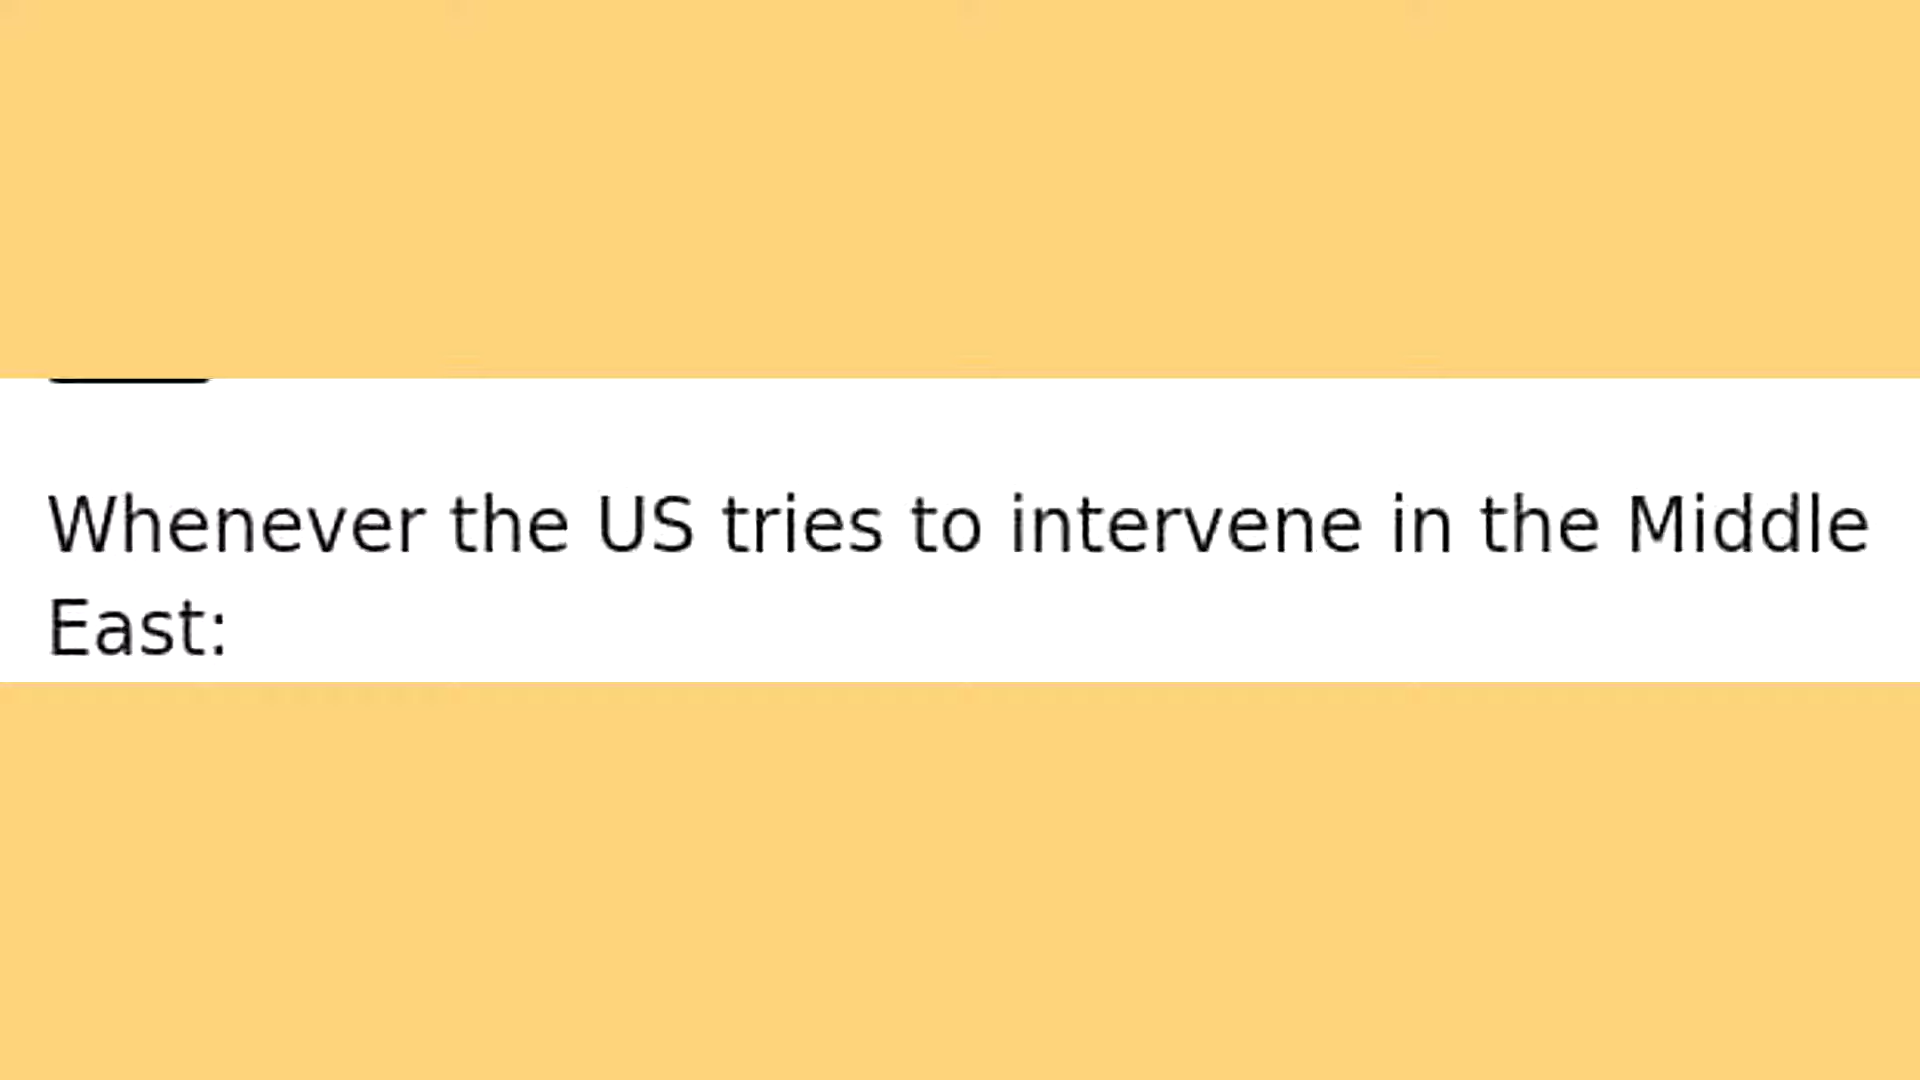 Whenever the US tries to intervene in the Middle
East: